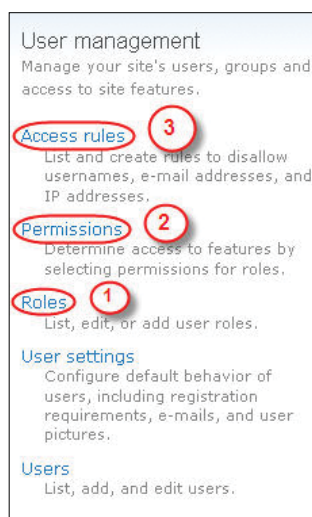 User management
Manage your site's users, groups and
access to site features.
Access rules 3
List and create rules to disallow
usernames, e-mail addresses, and
IP addresses.
Permissions 2
Determine access to features by
selecting permissions for roles.
Roles 1
List, edit, or add user roles.
User settings
Configure default behavior of
users, including registration
requirements, e-mails, and user
pictures.
Users
List, add, and edit users.